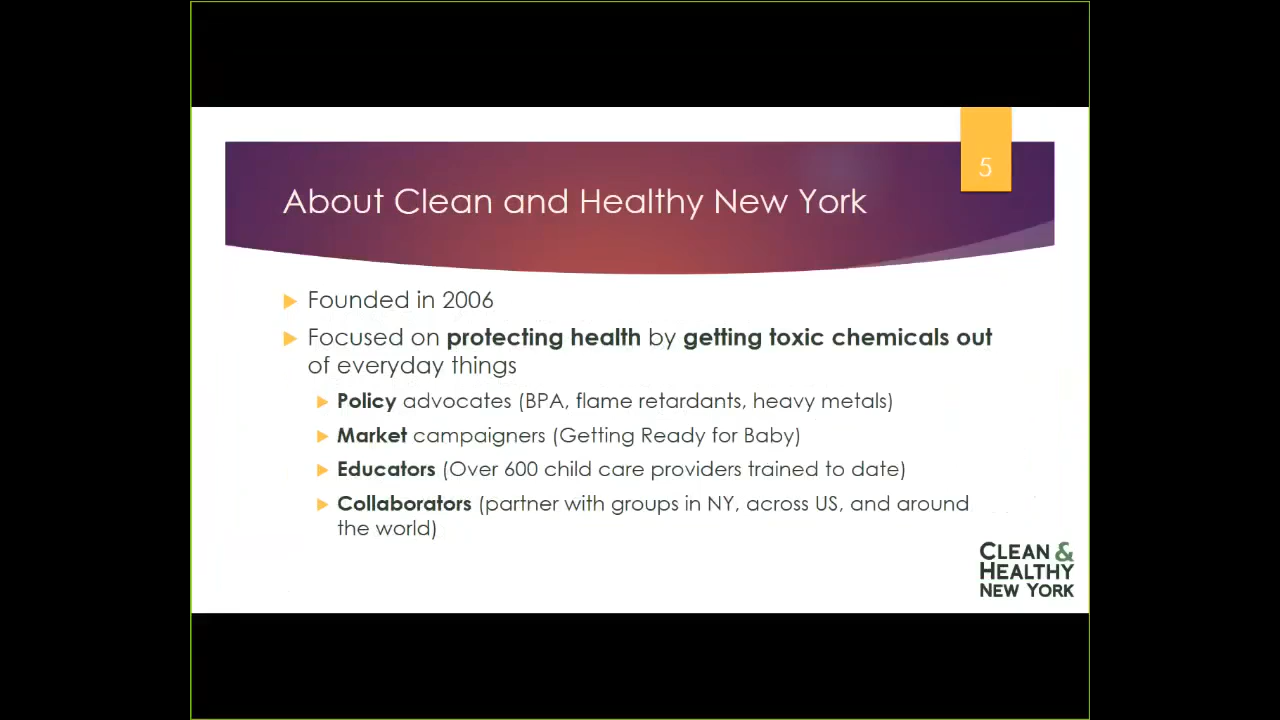 5
About Clean and Healthy New York
Founded in 2006
Focused on protecting health by getting toxic chemicals out
of everyday things
Policy advocates (BPA, flame retardants, heavy metals)
Market campaigners (Getting Ready for Baby)
Educators (Over 600 child care providers trained to date)
Collaborators (partner with groups in NY, across US, and around
the world)
CLEAN &
HEALTHY
NEW YORK